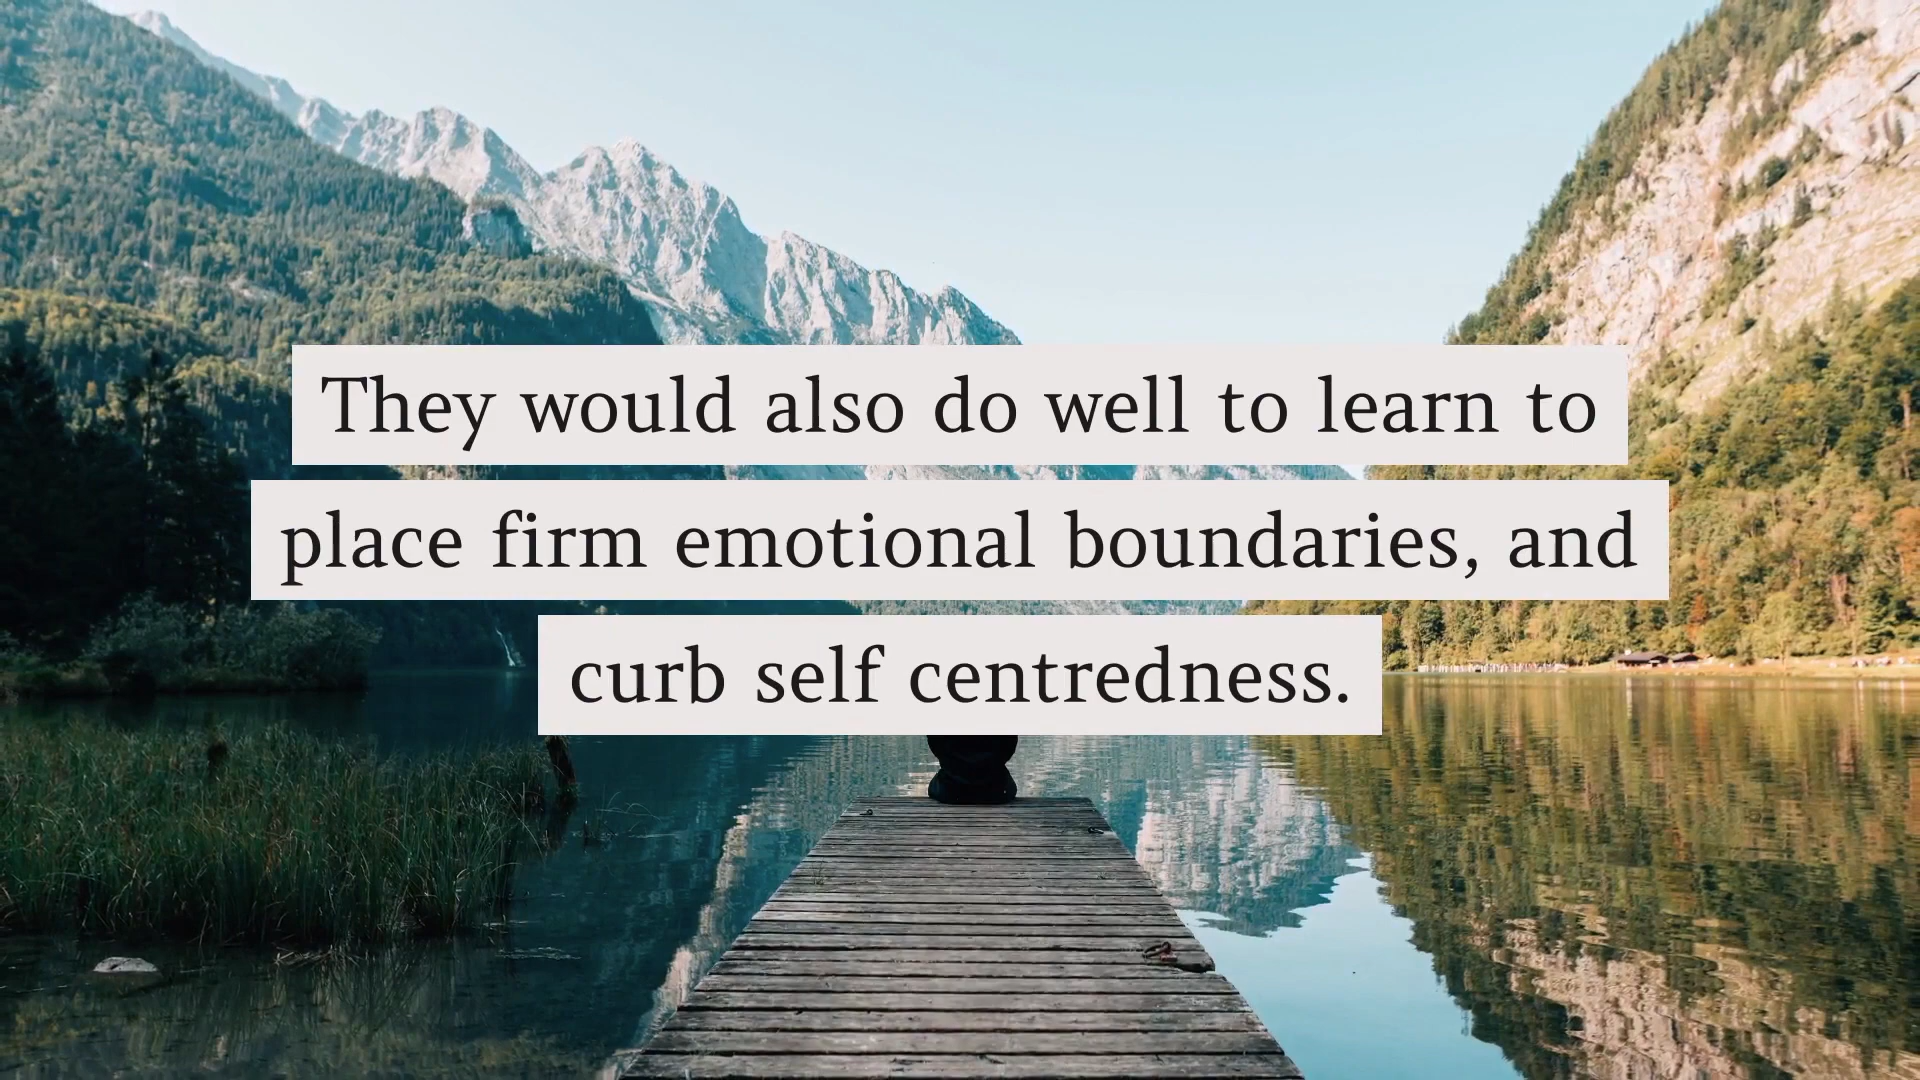 They would also do well to learn to
place firm emotional boundaries, and
curb self centredness.